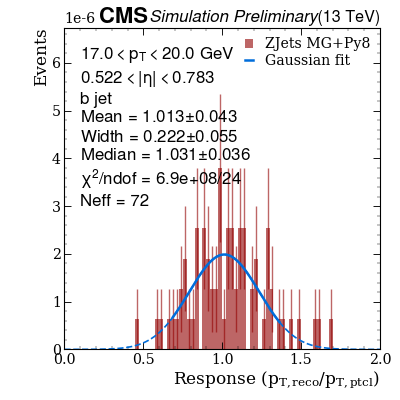 1e-6 CMS Simulation Preliminary (13 TeV)
Events
17.0 < p_T < 20.0 GeV
0.522 < |η| < 0.783
b jet
Mean = 1.013±0.043
Width = 0.222±0.055
Median = 1.031±0.036
χ²/ndof = 6.9e+08/24
Neff = 72
ZJets MG+Py8
Gaussian fit
6
5
4
3
2
1
0
0.0 0.5 1.0 1.5 2.0
Response (p_T,reco/p_T,ptcl)